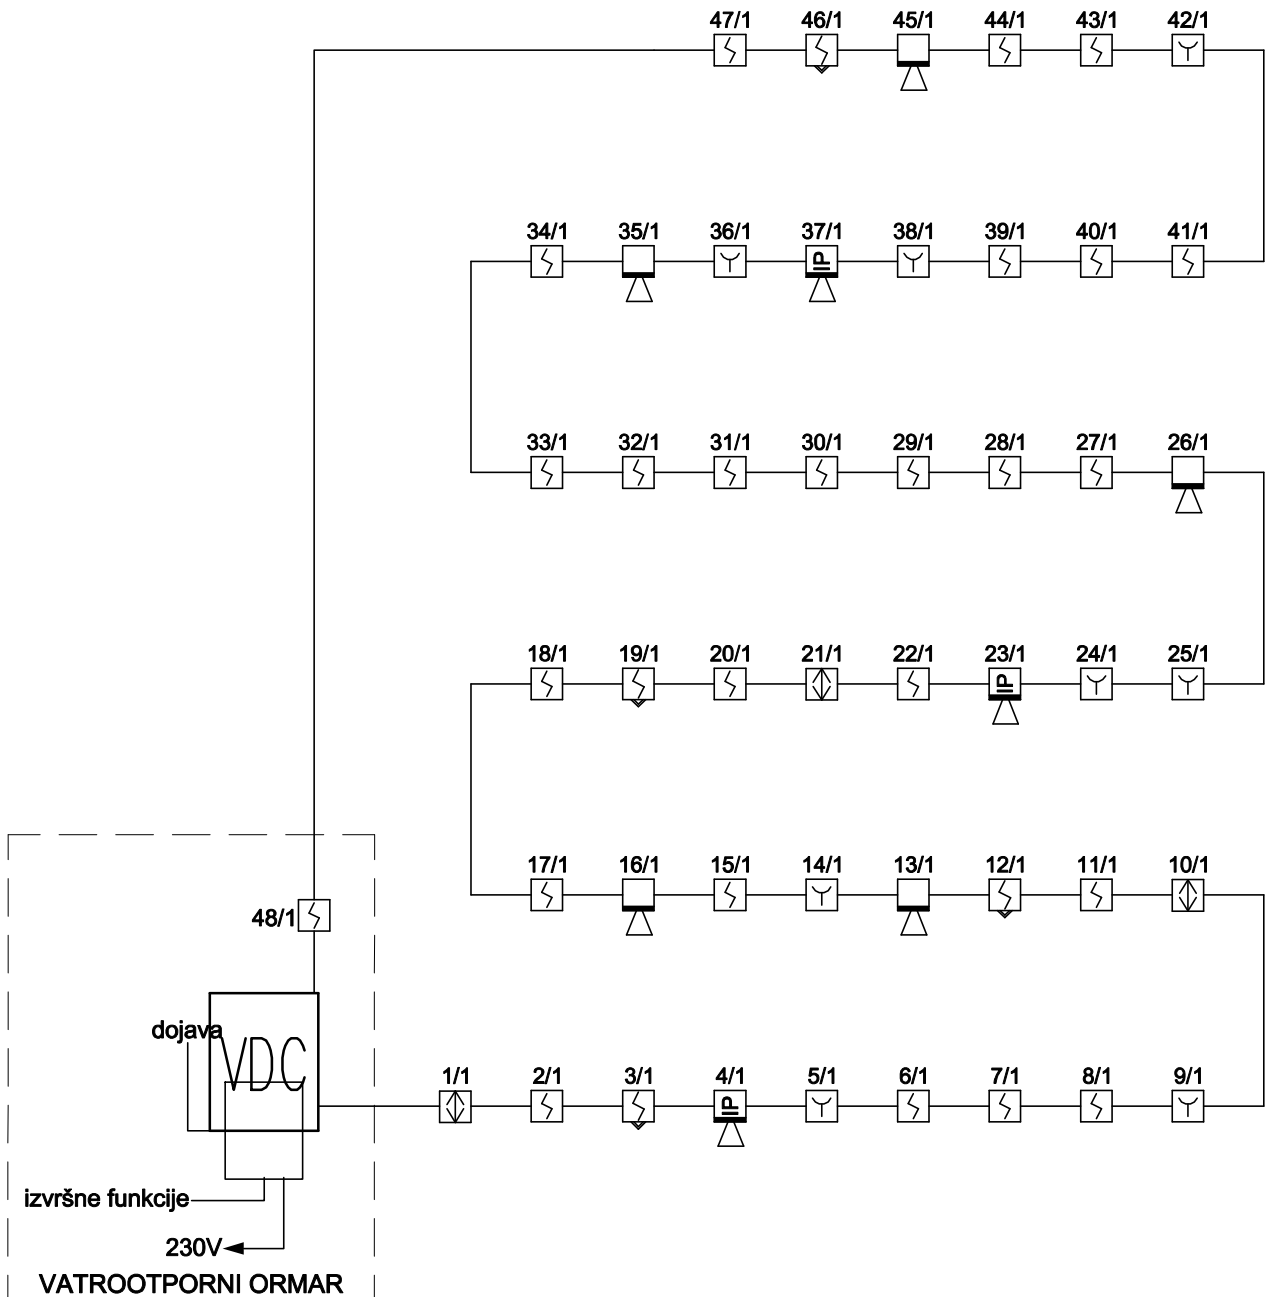 47/1 46/1 45/1 44/1 43/1 42/1
34/1 35/1 36/1 37/1 38/1 39/1 40/1 41/1
IP
33/1 32/1 31/1 30/1 29/1 28/1 27/1 26/1
18/1 19/1 20/1 21/1 22/1 23/1 24/1 25/1
IP
17/1 16/1 15/1 14/1 13/1 12/1 11/1 10/1
48/1
dojava
VDC
1/1 2/1 3/1 4/1 5/1 6/1 7/1 8/1 9/1
IP
izvršne funkcije
230V
VATROOTPORNI ORMAR